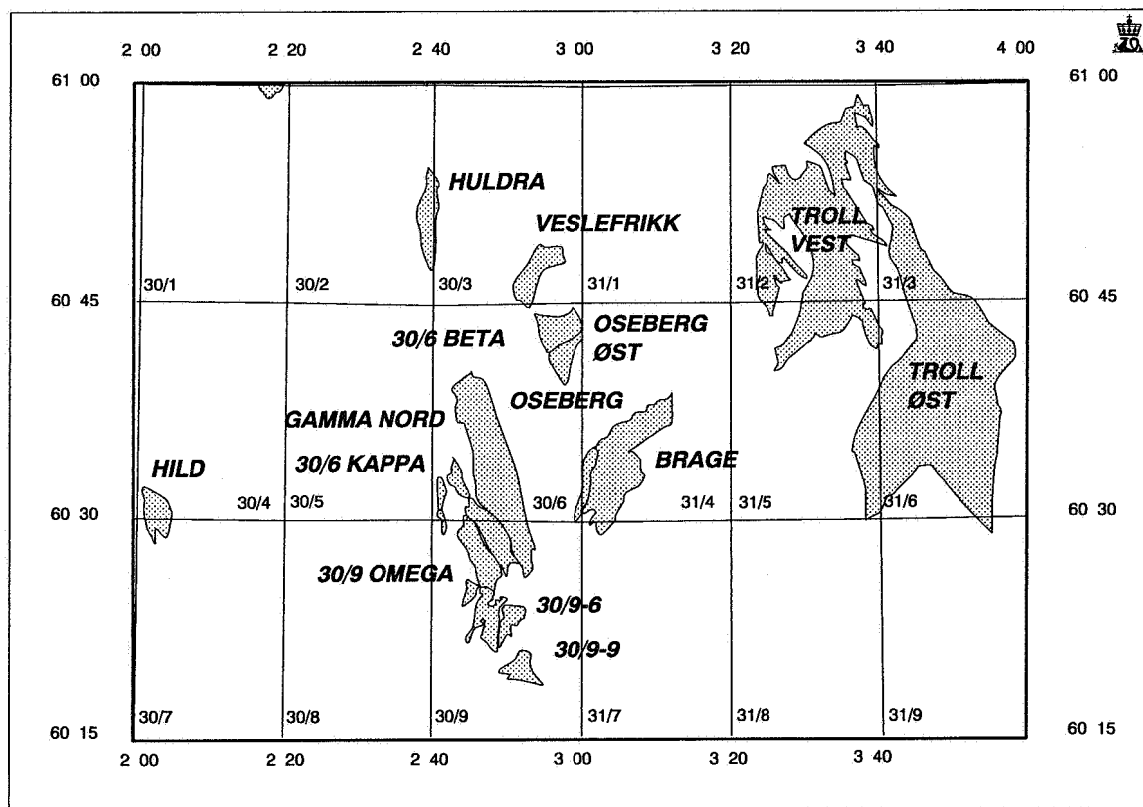 2 00 2 20 2 40 3 00 3 20 3 40 4 00
61 00 61 00
HULDRA
VESLEFRIKK
TROLL
VEST
30/1 30/2 30/3 31/1 31/2 31/3
60 45 60 45
30/6 BETA
OSEBERG
ØST
TROLL
ØST
OSEBERG
GAMMA NORD
30/6 KAPPA
HILD
BRAGE
30/4 30/5 30/6 31/4 31/5 31/6
60 30 60 30
30/9 OMEGA
30/9-6
30/9-9
30/7 30/8 30/9 31/7 31/8 31/9
60 15 60 15
2 00 2 20 2 40 3 00 3 20 3 40